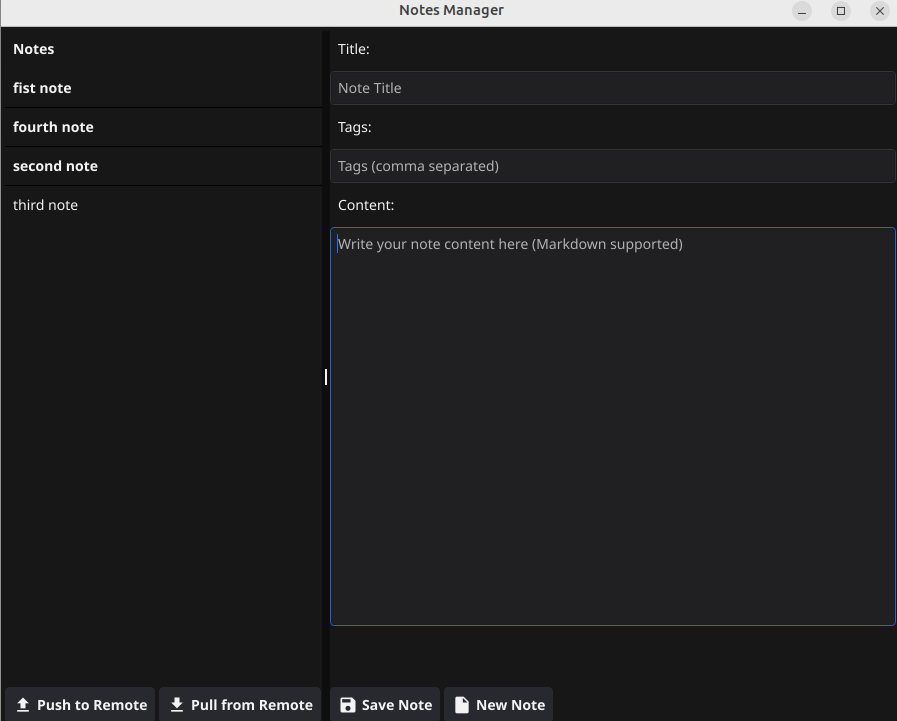 Notes Manager
Notes
fist note
fourth note
second note
third note
Push to Remote
Pull from Remote
Title:
Note Title
Tags:
Tags (comma separated)
Content:
Write your note content here (Markdown supported)
Save Note
New Note